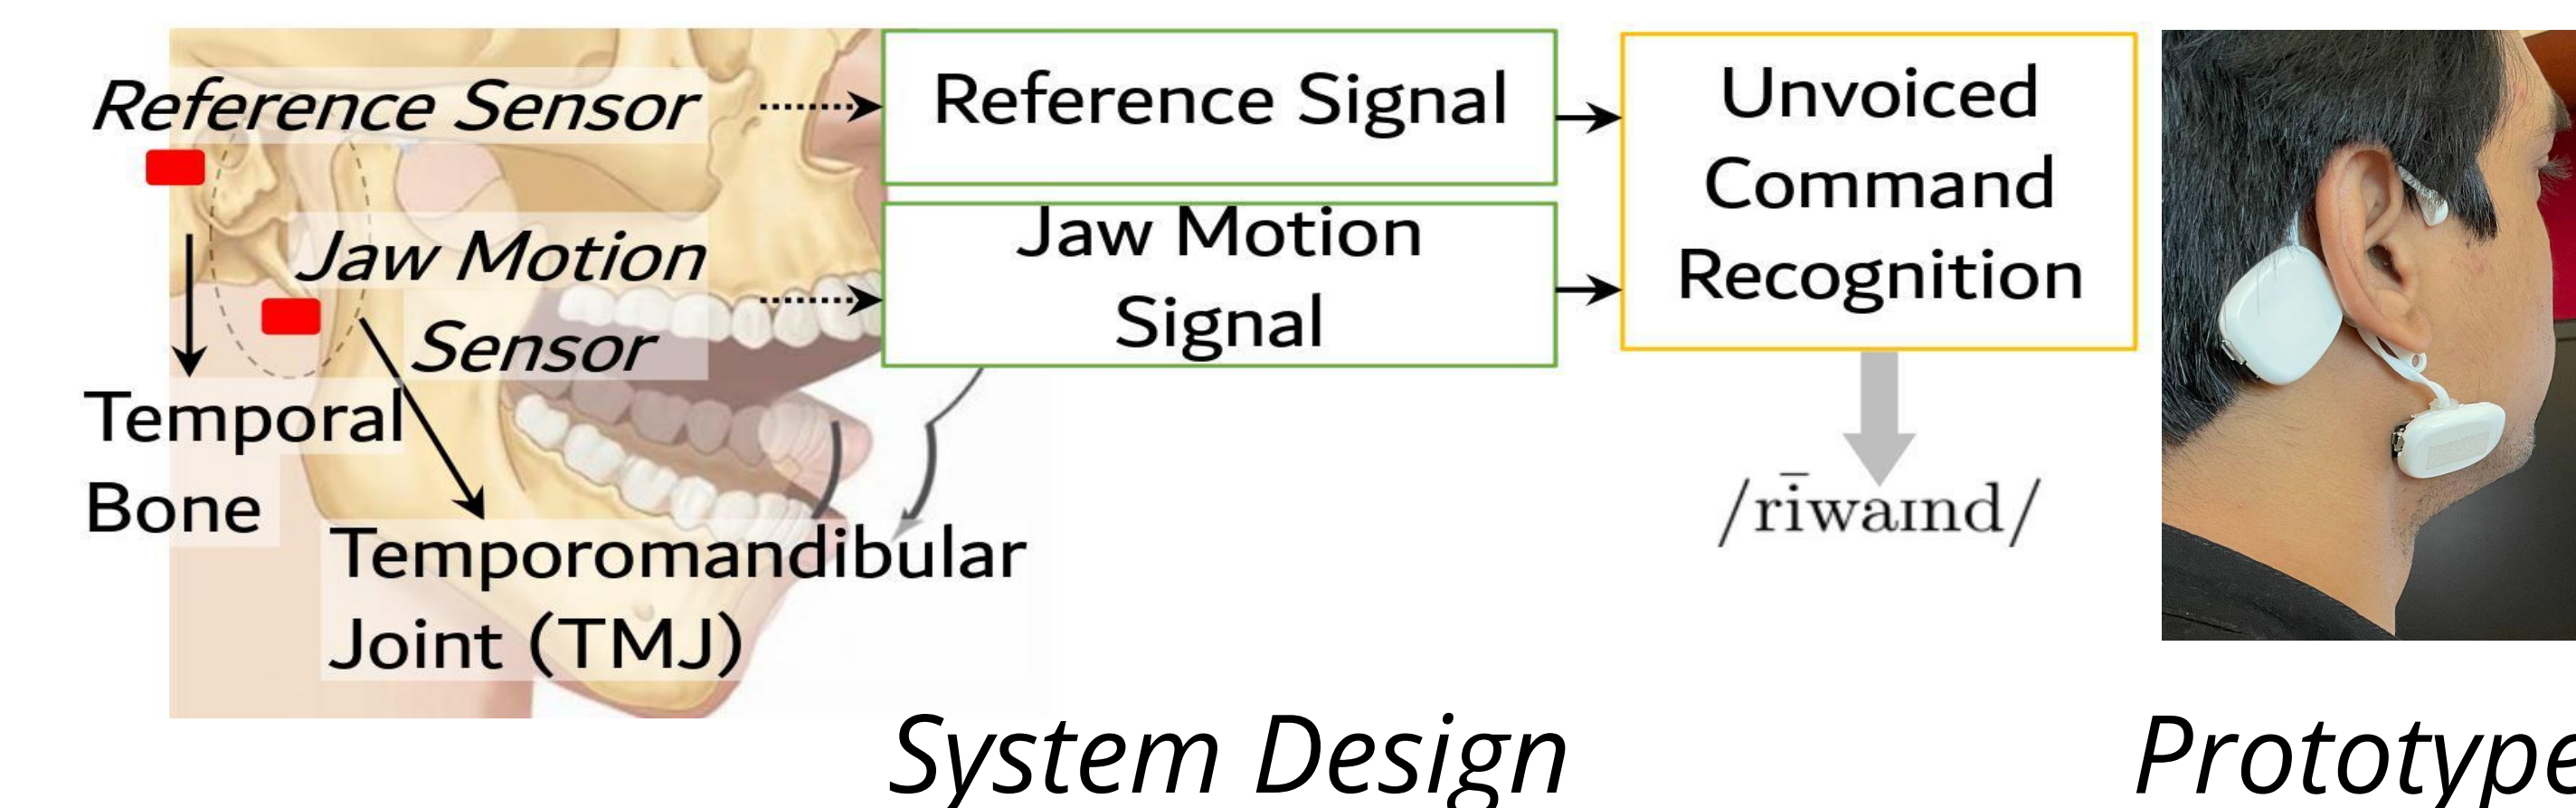 Reference Sensor
Jaw Motion
Sensor
Temporal
Bone
Temporomandibular
Joint (TMJ)
Reference Signal
Jaw Motion
Signal
Unvoiced
Command
Recognition
/rīwaɪnd/
System Design
Prototype